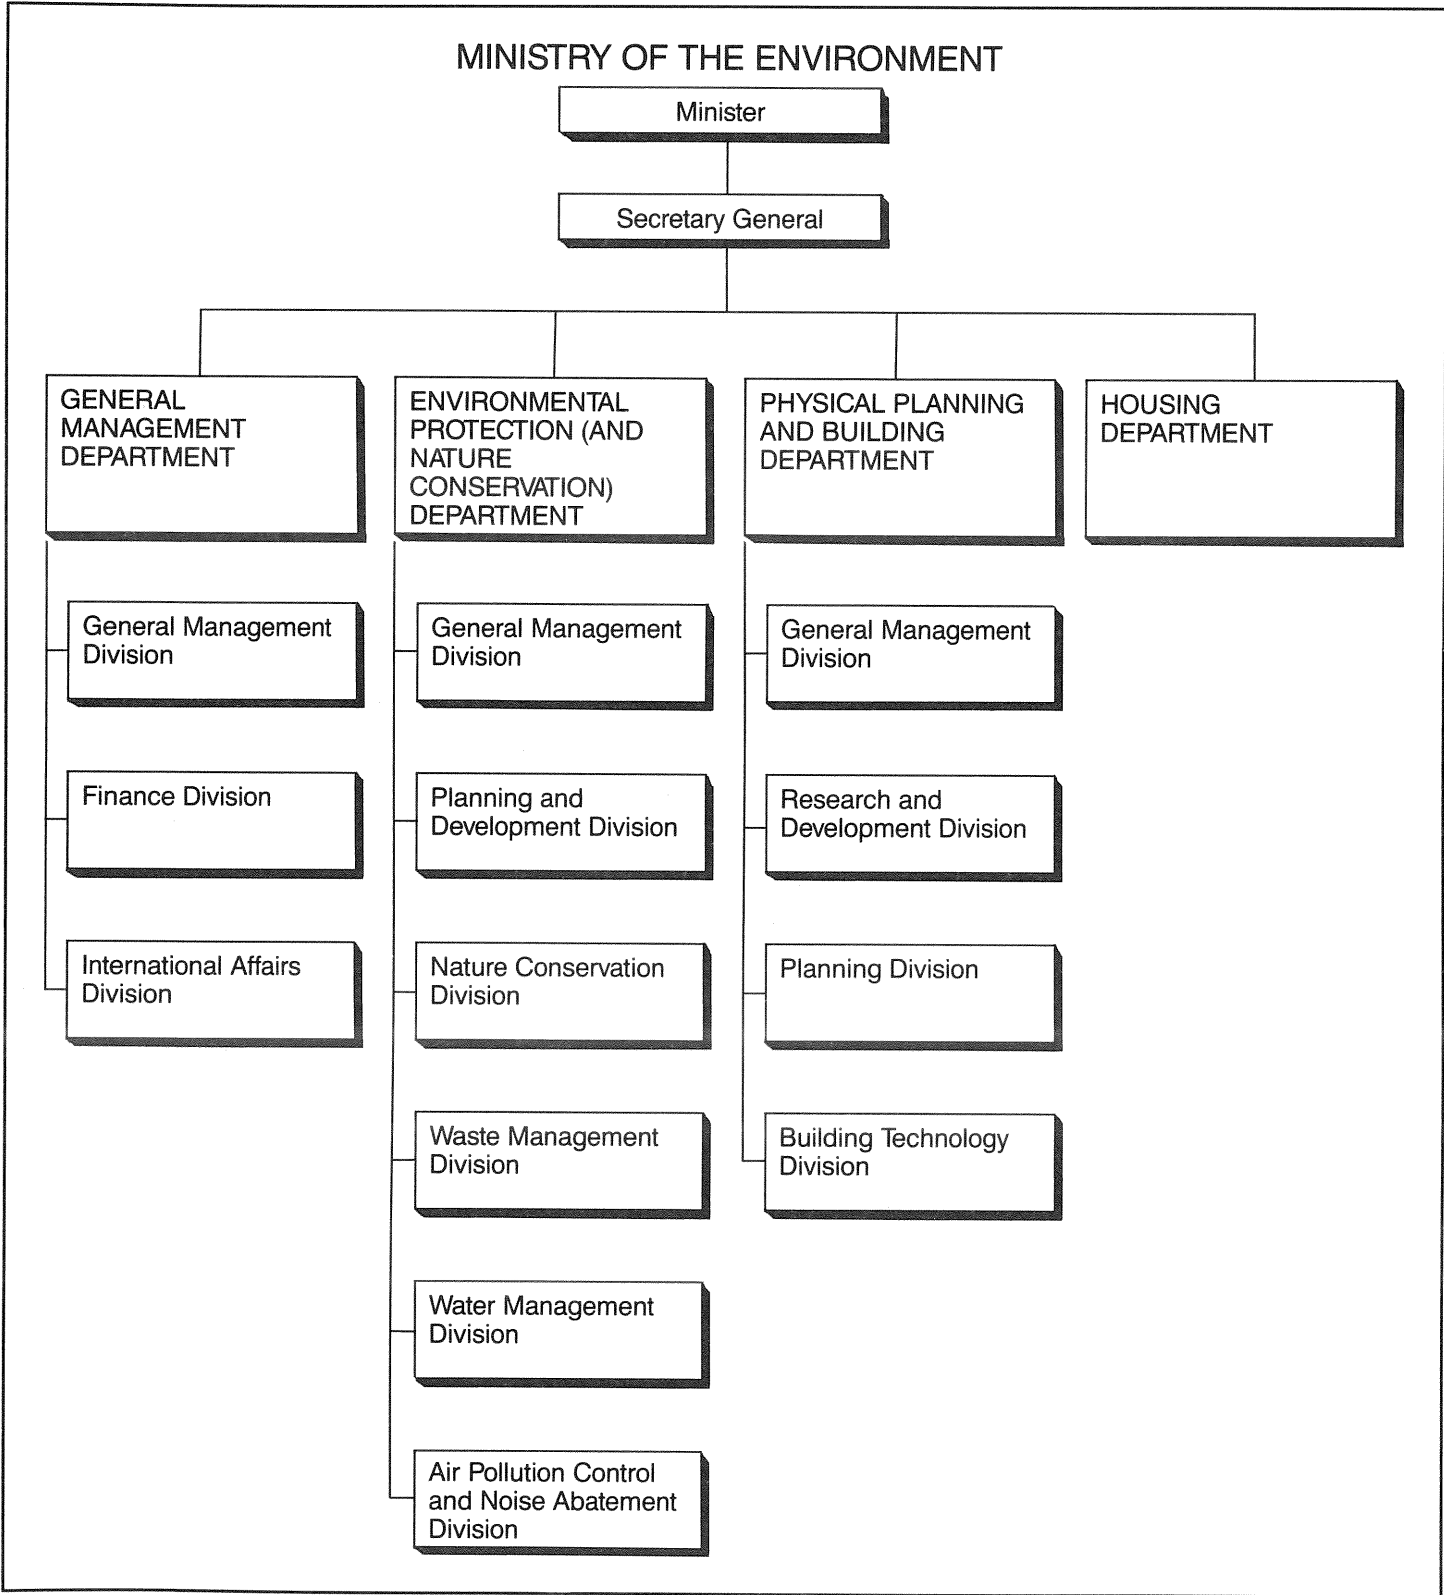 MINISTRY OF THE ENVIRONMENT
Minister
Secretary General
GENERAL
MANAGEMENT
DEPARTMENT
General Management
Division
Finance Division
International Affairs
Division
ENVIRONMENTAL
PROTECTION (AND
NATURE
CONSERVATION)
DEPARTMENT
General Management
Division
Planning and
Development Division
Nature Conservation
Division
Waste Management
Division
Water Management
Division
Air Pollution Control
and Noise Abatement
Division
PHYSICAL PLANNING
AND BUILDING
DEPARTMENT
General Management
Division
Research and
Development Division
Planning Division
Building Technology
Division
HOUSING
DEPARTMENT